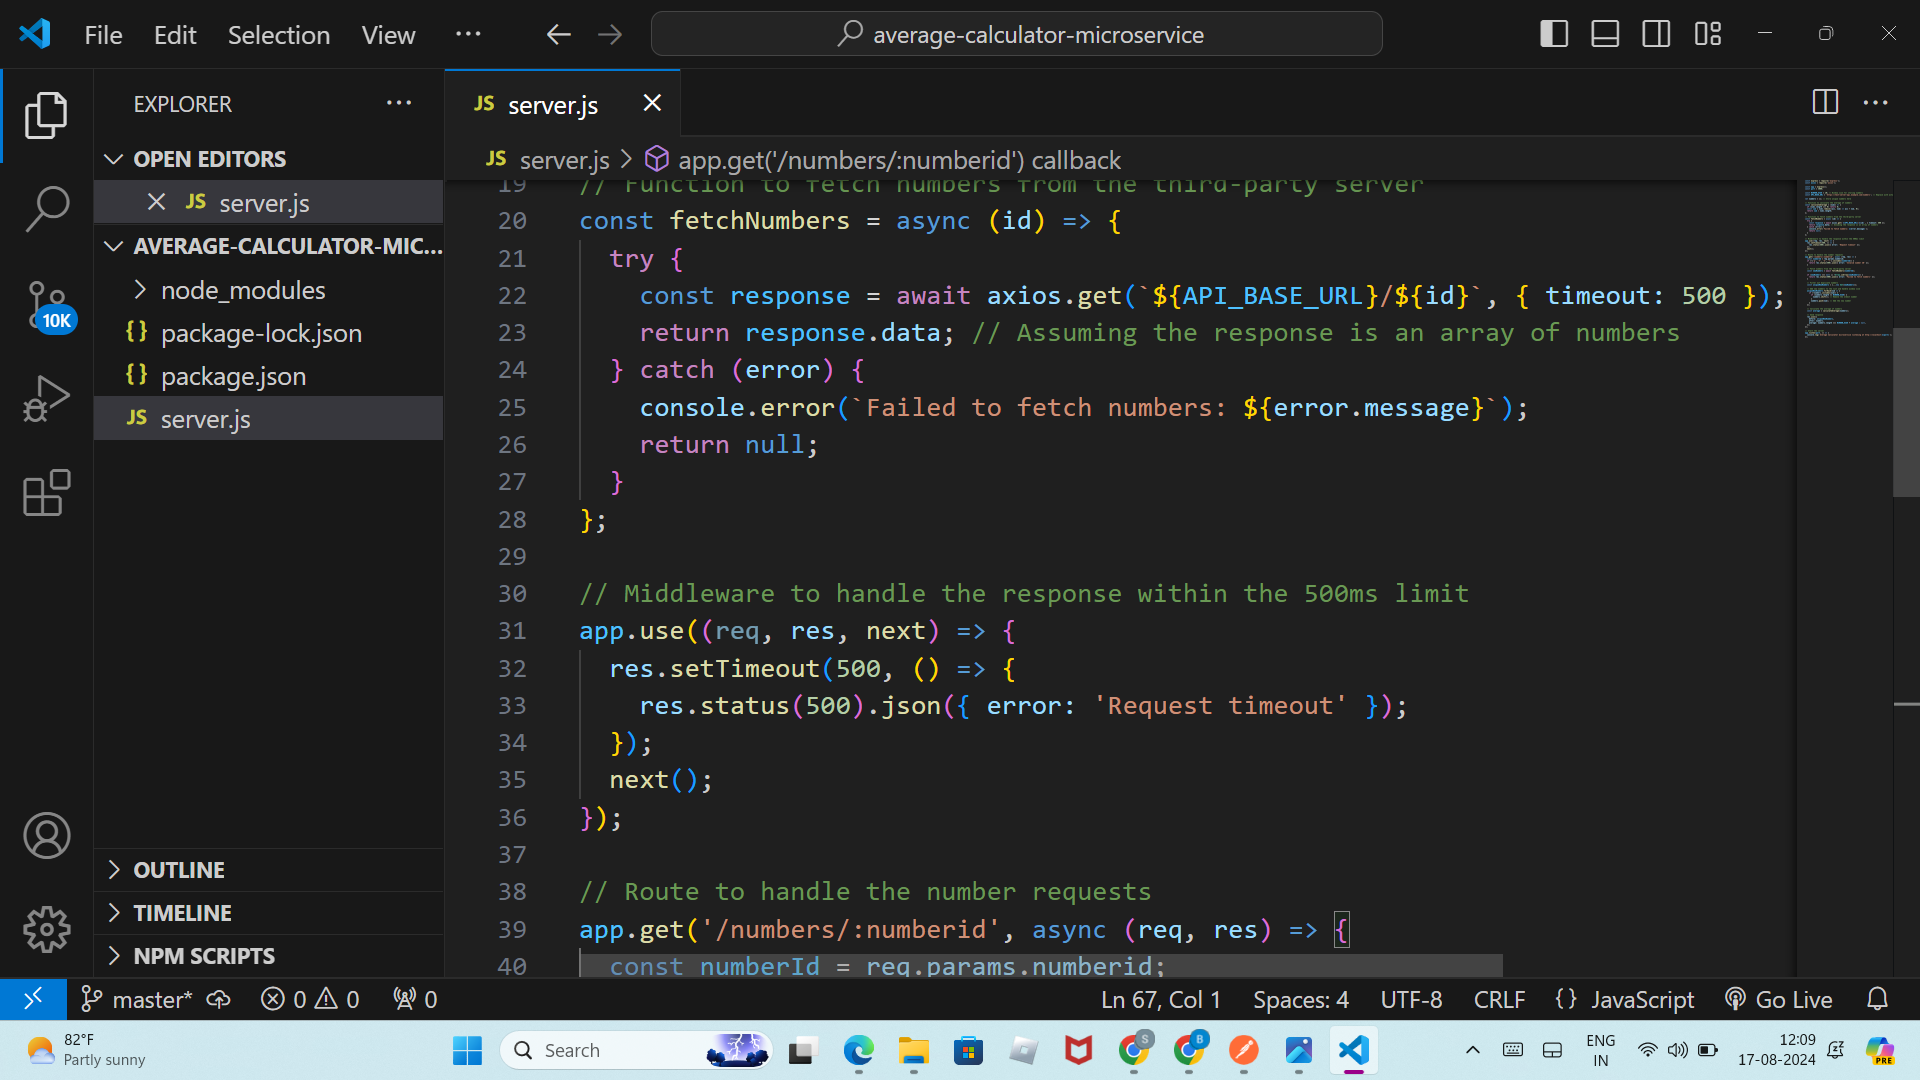 File Edit Selection View ··· average-calculator-microservice
EXPLORER ···
JS server.js
OPEN EDITORS
JS server.js
AVERAGE-CALCULATOR-MIC...
node_modules
{} package-lock.json
{} package.json
JS server.js
10K
OUTLINE
TIMELINE
NPM SCRIPTS
JS server.js > app.get('/numbers/:numberid') callback
19 // Function to fetch numbers from the third-party server
20 const fetchNumbers = async (id) => {
21 try {
22 const response = await axios.get(`${API_BASE_URL}/${id}`, { timeout: 500 });
23 return response.data; // Assuming the response is an array of numbers
24 } catch (error) {
25 console.error(`Failed to fetch numbers: ${error.message}`);
26 return null;
27 }
28 };
29
30 // Middleware to handle the response within the 500ms limit
31 app.use((req, res, next) => {
32 res.setTimeout(500, () => {
33 res.status(500).json({ error: 'Request timeout' });
34 });
35 next();
36 });
37
38 // Route to handle the number requests
39 app.get('/numbers/:numberid', async (req, res) => {
40 const numberId = req.params.numberid;
master* 0 0 0 Ln 67, Col 1 Spaces: 4 UTF-8 CRLF {} JavaScript Go Live
82°F
Partly sunny
Search
S
B
ENG
IN
12:09
17-08-2024
PRE